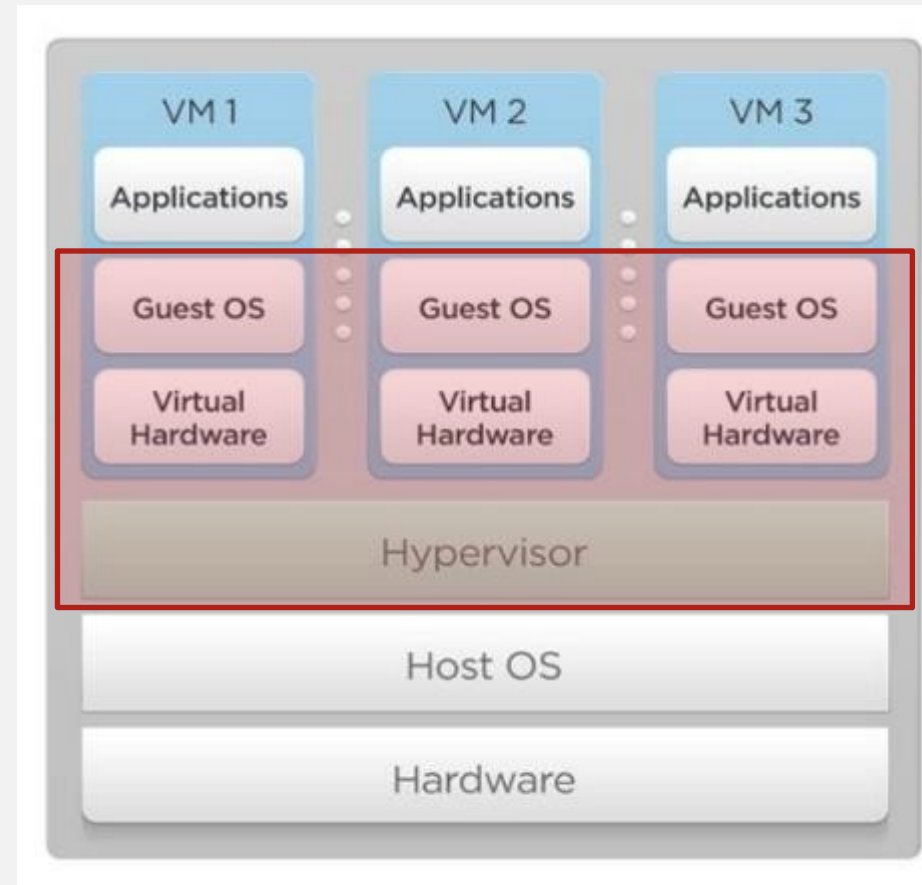 VM 1
VM 2
VM 3
Applications
Applications
Applications
Guest OS
Guest OS
Guest OS
Virtual
Hardware
Virtual
Hardware
Virtual
Hardware
Hypervisor
Host OS
Hardware